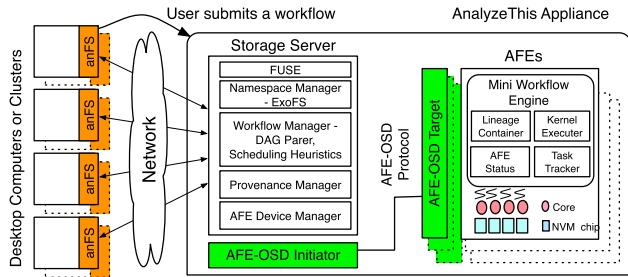 User submits a workflow
AnalyzeThis Appliance
Desktop Computers or Clusters
anFS
anFS
anFS
anFS
Network
Storage Server
FUSE
Namespace Manager
- ExoFS
Workflow Manager -
DAG Parer,
Scheduling Heuristics
Provenance Manager
AFE Device Manager
AFE-OSD Initiator
AFE-OSD
Protocol
AFE-OSD Target
AFEs
Mini Workflow
Engine
Lineage
Container
Kernel
Executer
AFE
Status
Task
Tracker
Core
NVM chip